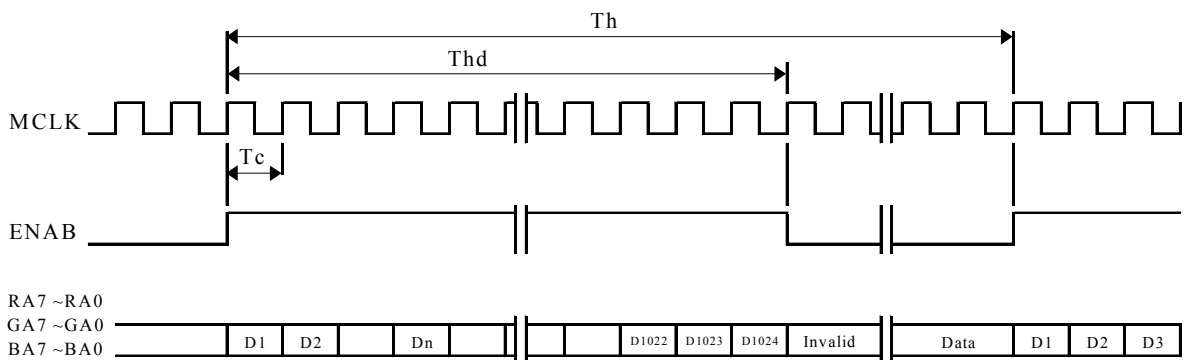 Th
Thd
MCLK
Tc
ENAB
RA7 ~RA0
GA7 ~GA0
BA7 ~BA0
D1 D2 Dn D1022 D1023 D1024 Invalid Data D1 D2 D3